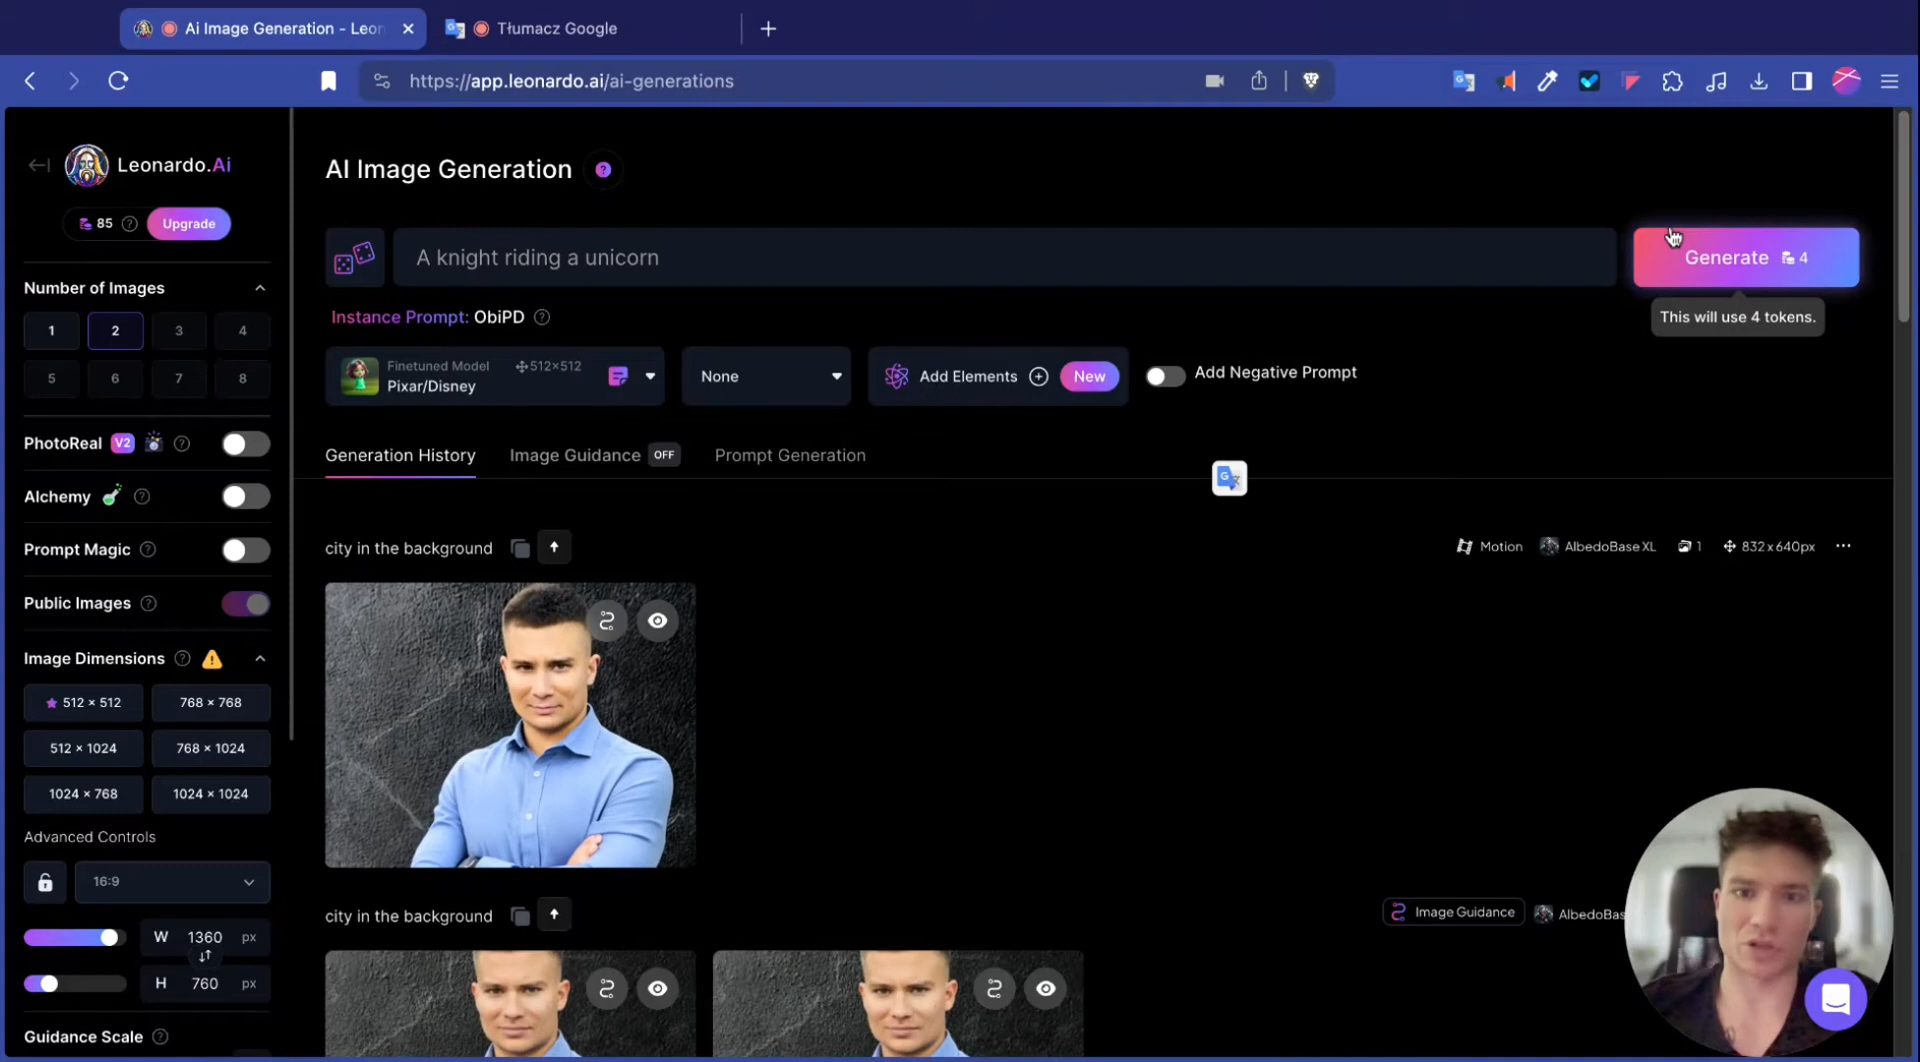 Ai Image Generation - Leon
Tłumacz Google
https://app.leonardo.ai/ai-generations
Leonardo.Ai
85
Upgrade
Number of Images
1 2 3 4
5 6 7 8
PhotoReal V2
Alchemy
Prompt Magic
Public Images
Image Dimensions
512 × 512 768 × 768
512 × 1024 768 × 1024
1024 × 768 1024 × 1024
Advanced Controls
16:9
W 1360 px
H 760 px
Guidance Scale
AI Image Generation
A knight riding a unicorn
Generate 4
This will use 4 tokens.
Instance Prompt: ObiPD
Finetuned Model 512×512
Pixar/Disney
None
Add Elements New
Add Negative Prompt
Generation History Image Guidance OFF Prompt Generation
city in the background
Motion AlbedoBase XL 1 832 x 640px
city in the background
Image Guidance AlbedoBas